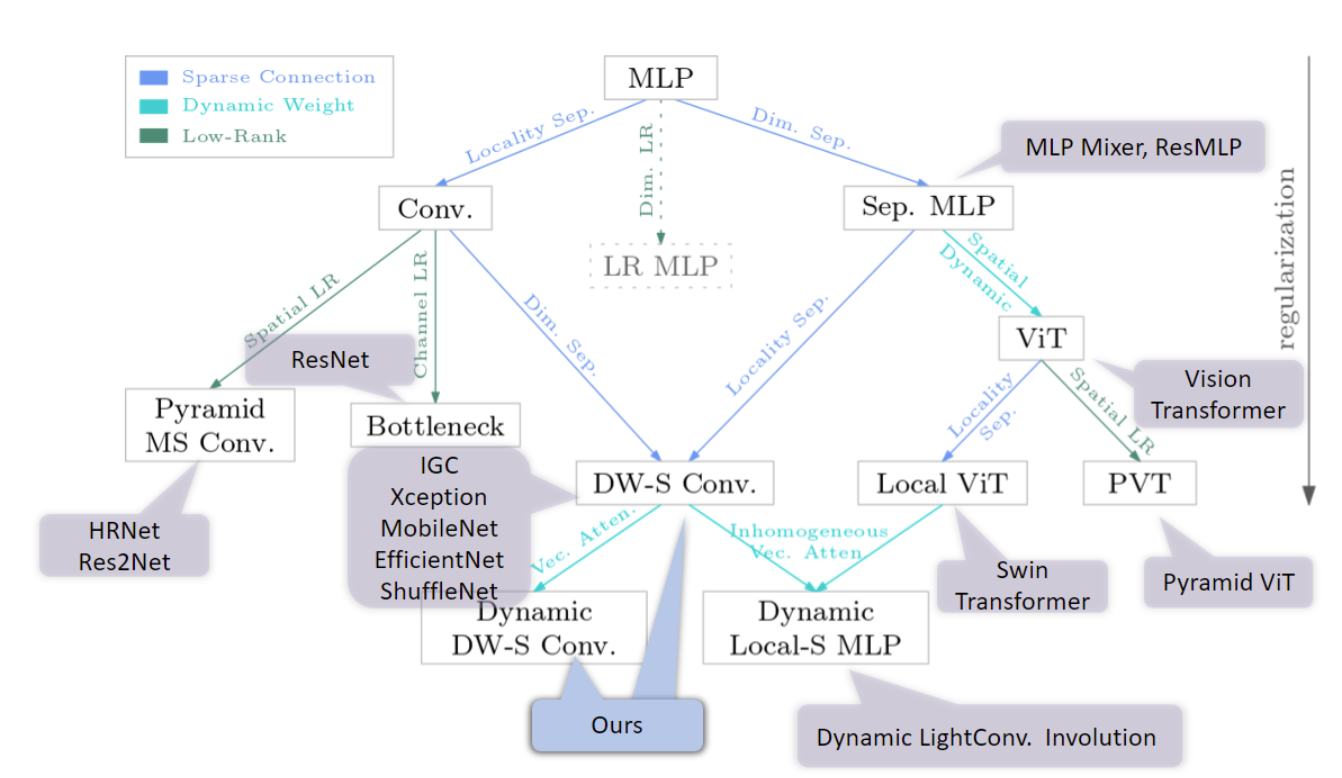 MLP
Sparse Connection
Dynamic Weight
Low-Rank
Locality Sep.
Dim. LR
Dim. Sep.
MLP Mixer, ResMLP
Conv.
Sep. MLP
LR MLP
regularization
Spatial LR
Channel LR
Dim. Sep.
Locality Sep.
Spatial
Dynamic
ViT
ResNet
Vision
Transformer
Pyramid
MS Conv.
Bottleneck
Locality
Sep.
Spatial LR
IGC
Xception
MobileNet
EfficientNet
ShuffleNet
DW-S Conv.
Local ViT
PVT
HRNet
Res2Net
Vec. Atten.
Inhomogeneous
Vec. Atten
Swin
Transformer
Pyramid ViT
Dynamic
DW-S Conv.
Dynamic
Local-S MLP
Ours
Dynamic LightConv. Involution